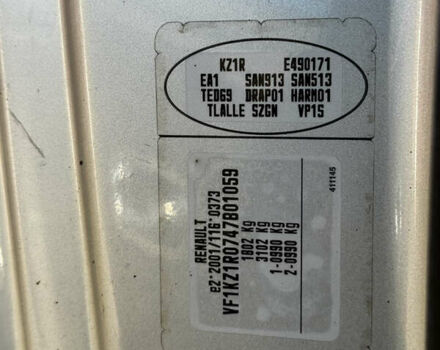 KZ1R E490171
EA1 SAN913 SAN513
TED69 DRAP01 HARM01
TLALLE SZGN VP15
RENAULT
e2*2001/116*0373
VF1KZ1R0747801059
1802 Kg
3102 Kg
1-0990 Kg
2-0990 Kg
411145